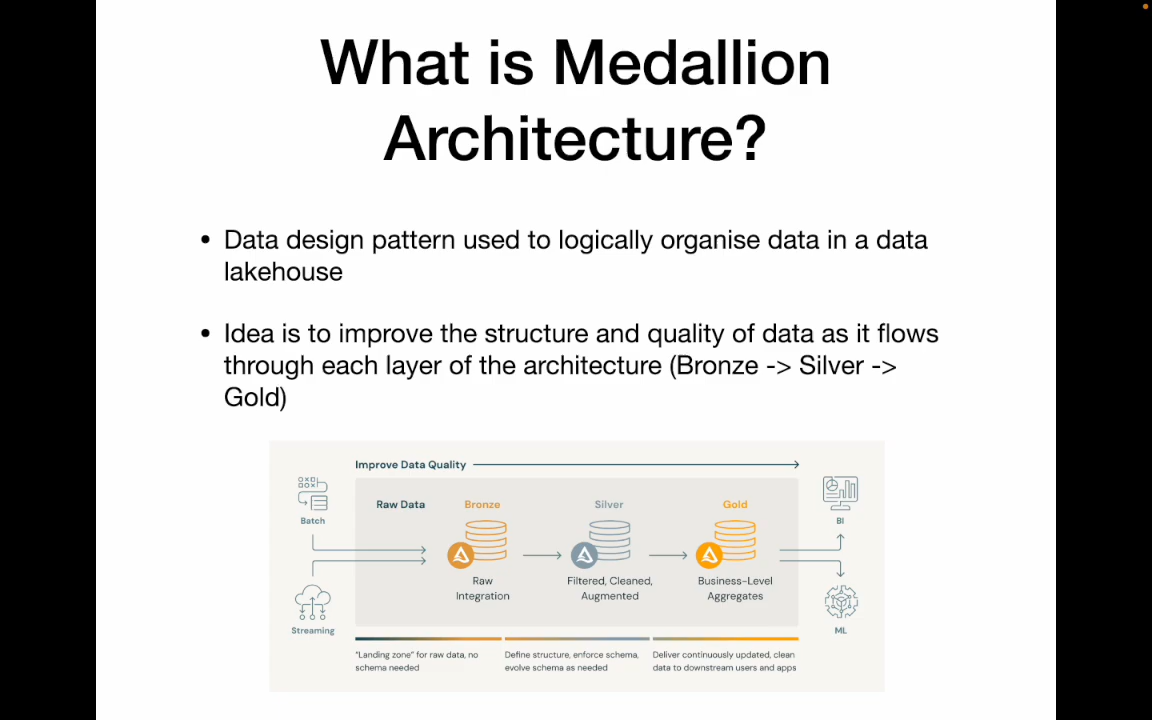 What is Medallion
Architecture?
• Data design pattern used to logically organise data in a data
lakehouse
• Idea is to improve the structure and quality of data as it flows
through each layer of the architecture (Bronze -> Silver ->
Gold)
Improve Data Quality
Batch
Streaming
Raw Data
Bronze
Raw
Integration
Silver
Filtered, Cleaned,
Augmented
Gold
Business-Level
Aggregates
BI
ML
"Landing zone" for raw data, no
schema needed
Define structure, enforce schema,
evolve schema as needed
Deliver continuously updated, clean
data to downstream users and apps